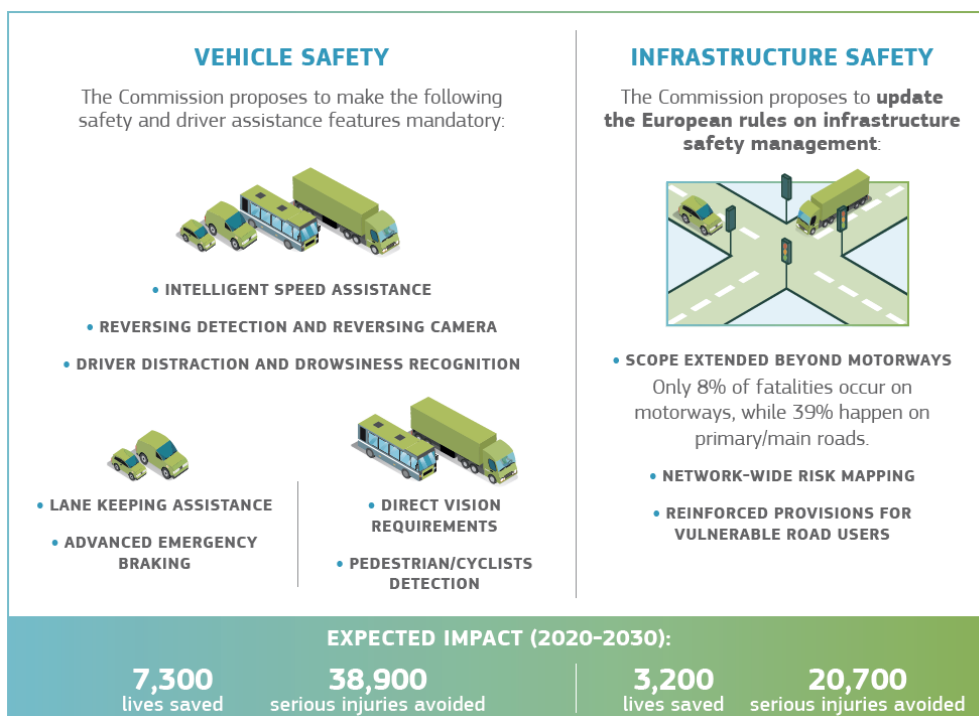 VEHICLE SAFETY
The Commission proposes to make the following
safety and driver assistance features mandatory:
• INTELLIGENT SPEED ASSISTANCE
• REVERSING DETECTION AND REVERSING CAMERA
• DRIVER DISTRACTION AND DROWSINESS RECOGNITION
• LANE KEEPING ASSISTANCE
• ADVANCED EMERGENCY
BRAKING
• DIRECT VISION
REQUIREMENTS
• PEDESTRIAN/CYCLISTS
DETECTION
INFRASTRUCTURE SAFETY
The Commission proposes to update
the European rules on infrastructure
safety management:
• SCOPE EXTENDED BEYOND MOTORWAYS
Only 8% of fatalities occur on
motorways, while 39% happen on
primary/main roads.
• NETWORK-WIDE RISK MAPPING
• REINFORCED PROVISIONS FOR
VULNERABLE ROAD USERS
EXPECTED IMPACT (2020-2030):
7,300
lives saved
38,900
serious injuries avoided
3,200
lives saved
20,700
serious injuries avoided